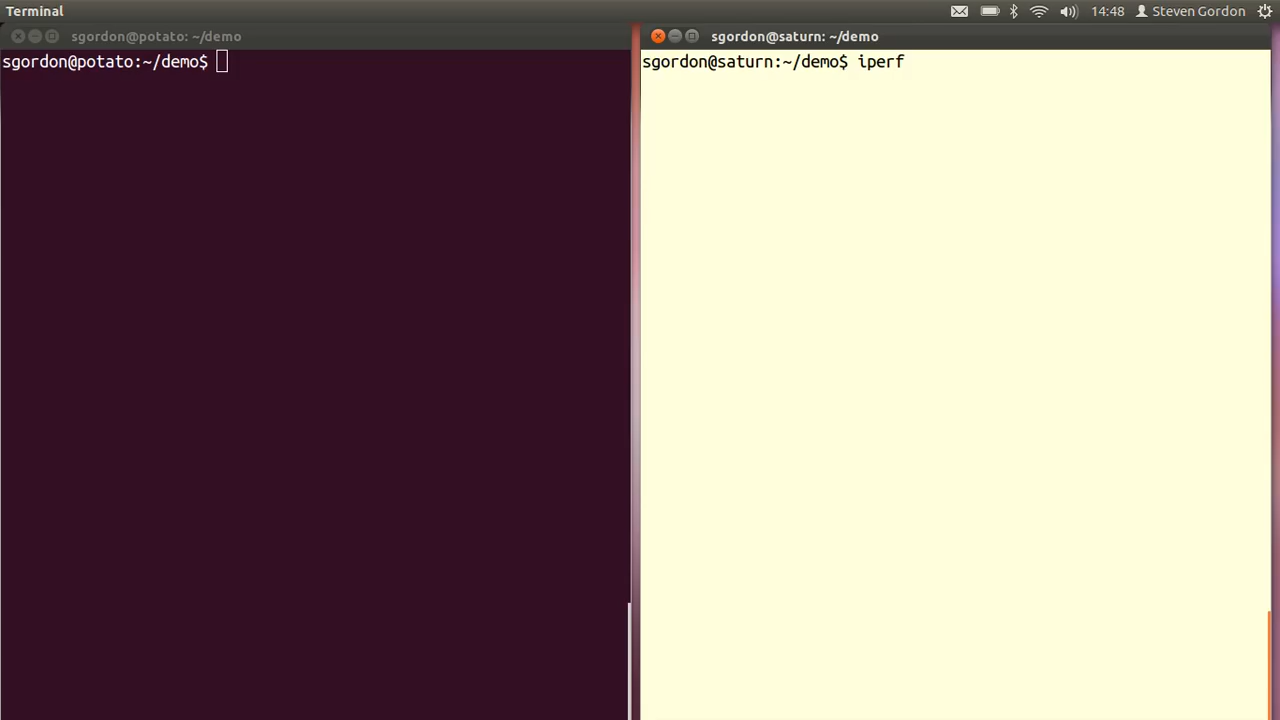 Terminal
14:48 Steven Gordon
sgordon@potato: ~/demo
sgordon@potato:~/demo$
sgordon@saturn: ~/demo
sgordon@saturn:~/demo$ iperf